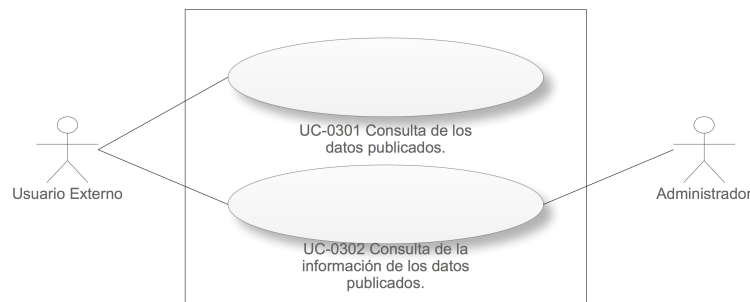 UC-0301 Consulta de los
datos publicados.
Usuario Externo
Administrador
UC-0302 Consulta de la
información de los datos
publicados.